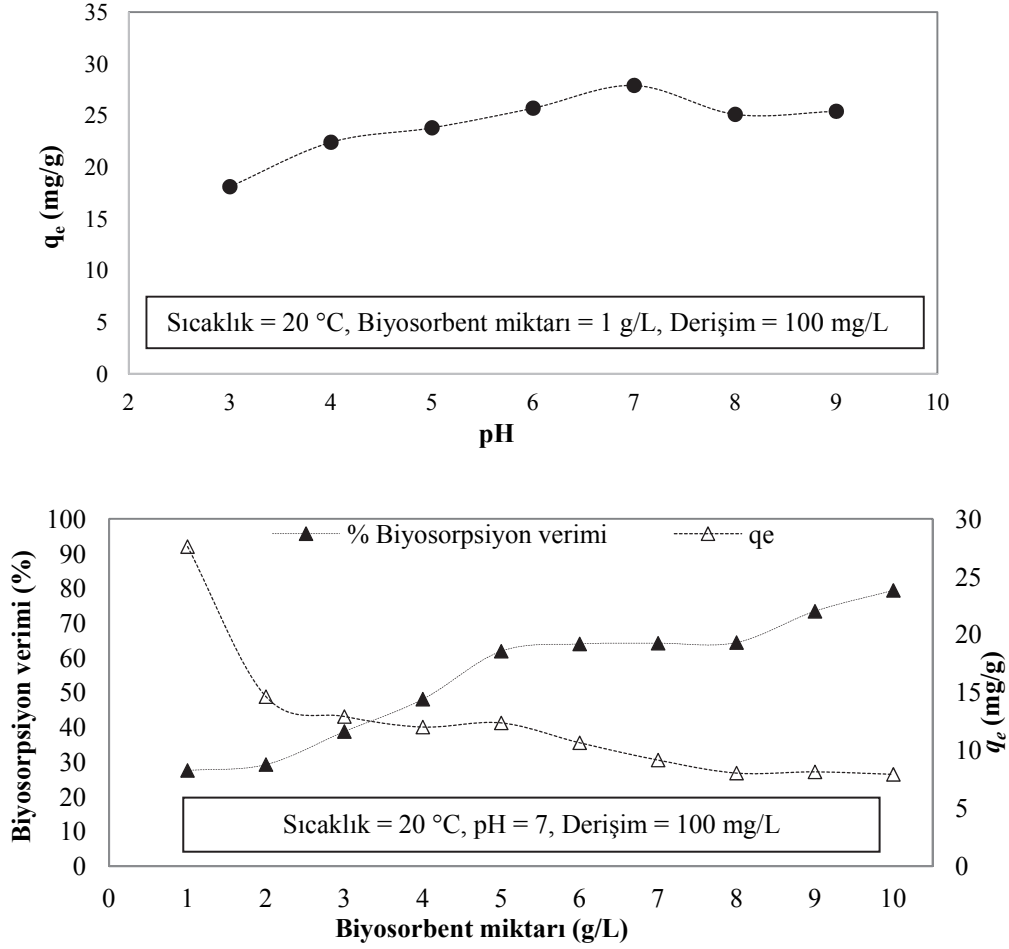 35
30
25
20
15
10
5
0
q_e (mg/g)
Sıcaklık = 20 °C, Biyosorbent miktarı = 1 g/L, Derişim = 100 mg/L
2 3 4 5 6 7 8 9 10
pH
100
90
80
70
60
50
40
30
20
10
0
Biyosorpsiyon verimi (%)
% Biyosorpsiyon verimi
qe
30
25
20
15
10
5
0
q_e (mg/g)
Sıcaklık = 20 °C, pH = 7, Derişim = 100 mg/L
0 1 2 3 4 5 6 7 8 9 10
Biyosorbent miktarı (g/L)